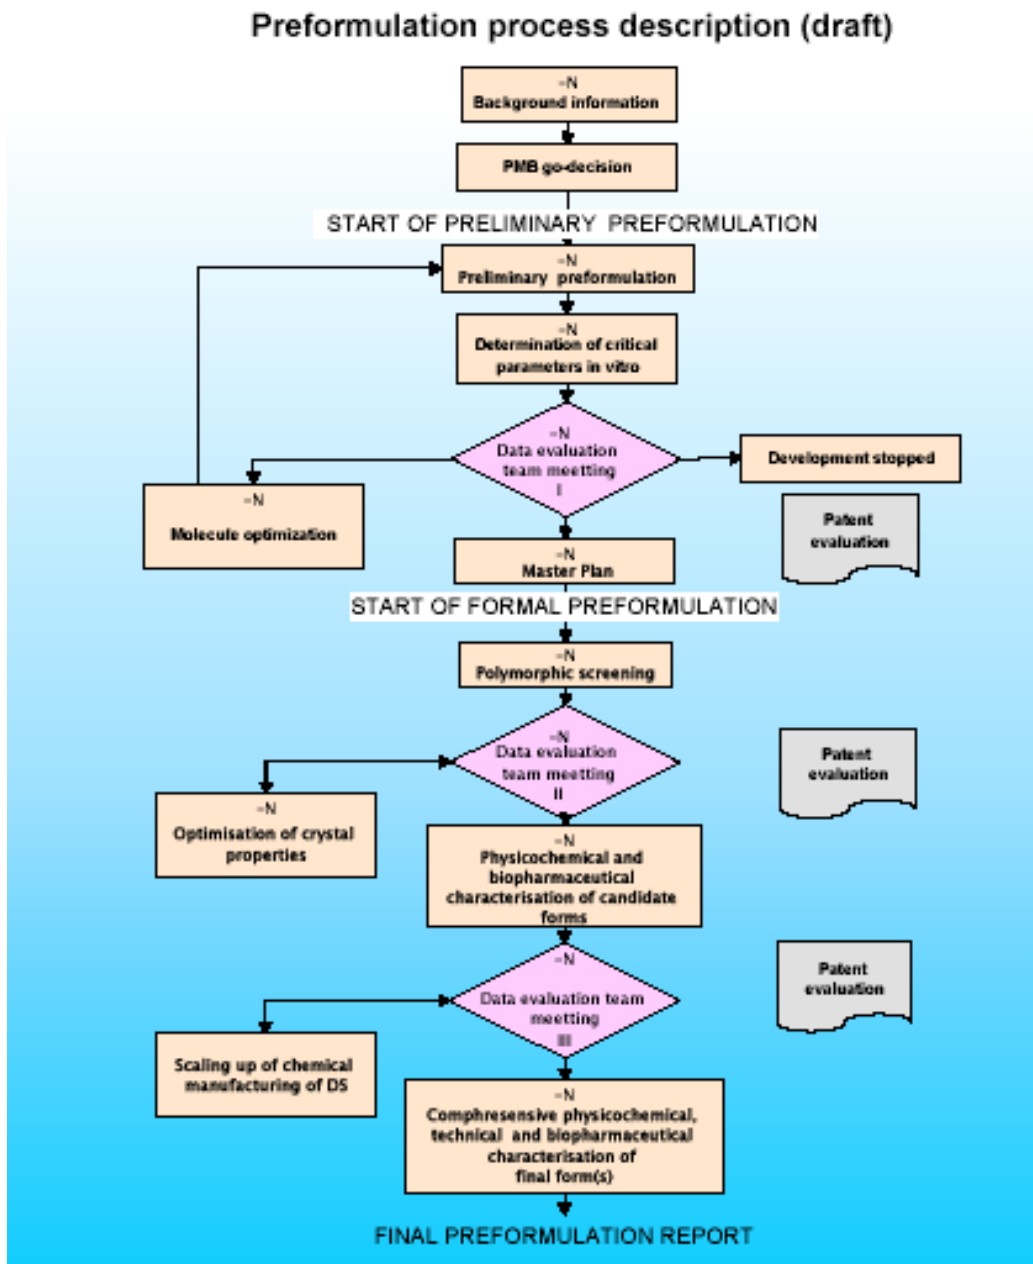 Preformulation process description (draft)
-N
Background information
PMB go-decision
START OF PRELIMINARY PREFORMULATION
-N
Preliminary preformulation
-N
Determination of critical
parameters in vitro
-N
Data evaluation
team meetting
I
Development stopped
-N
Molecule optimization
Patent
evaluation
-N
Master Plan
START OF FORMAL PREFORMULATION
-N
Polymorphic screening
-N
Data evaluation
team meetting
II
Patent
evaluation
-N
Optimisation of crystal
properties
-N
Physicochemical and
biopharmaceutical
characterisation of candidate
forms
-N
Data evaluation team
meetting
III
Patent
evaluation
Scaling up of chemical
manufacturing of DS
-N
Comphresensive physicochemical,
technical and biopharmaceutical
characterisation of
final form(s)
FINAL PREFORMULATION REPORT